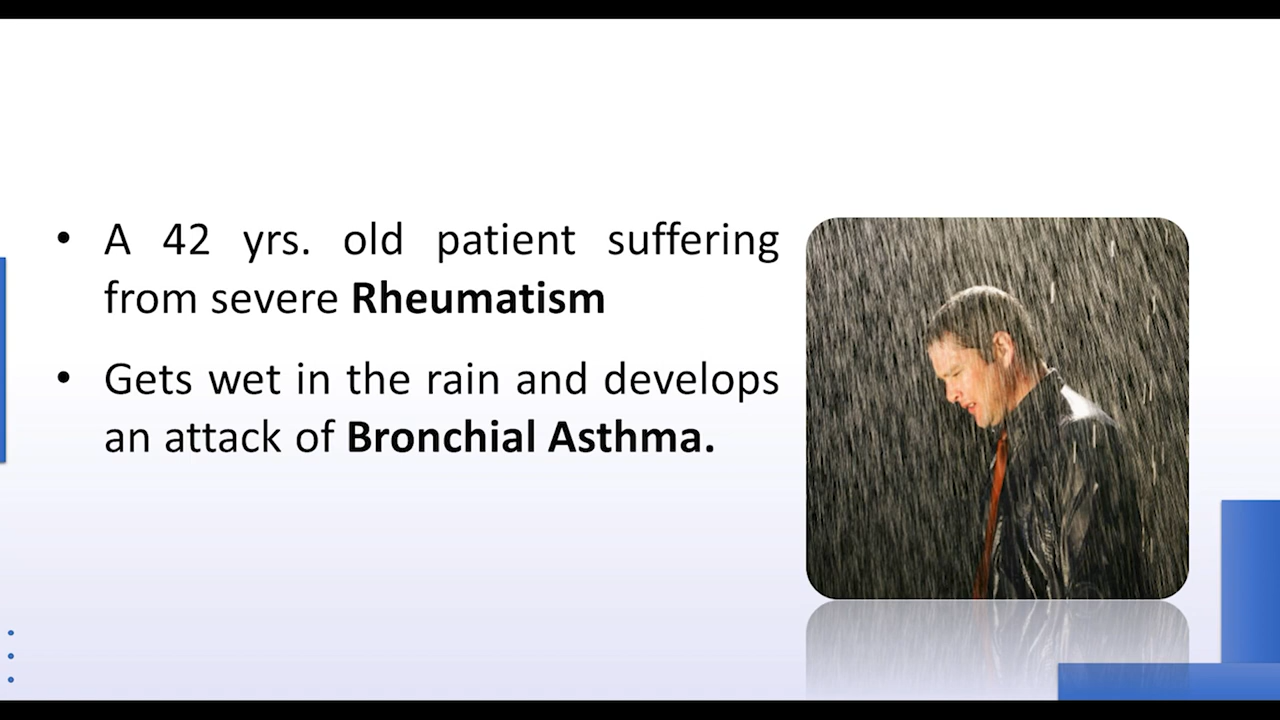 • A 42 yrs. old patient suffering
from severe Rheumatism
• Gets wet in the rain and develops
an attack of Bronchial Asthma.